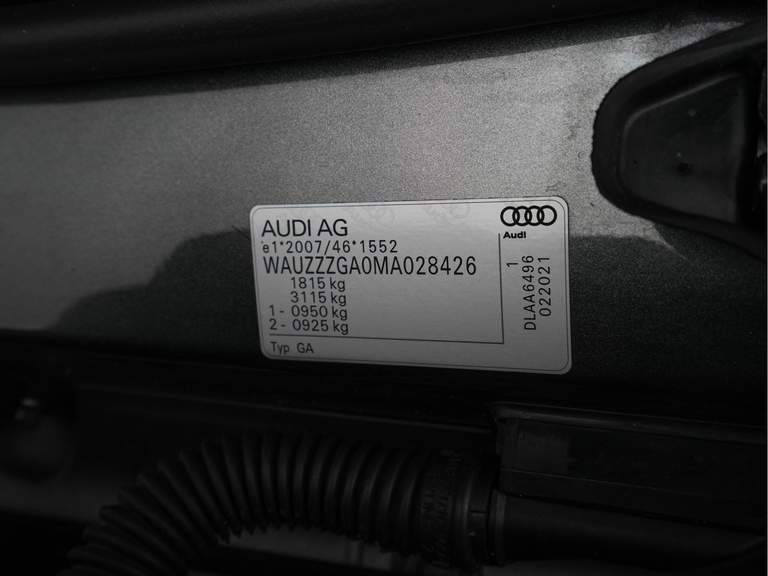 AUDI AG
e1*2007/46*1552
WAUZZZGA0MA028426
1815 kg
3115 kg
1 - 0950 kg
2 - 0925 kg
Typ GA
Audi
DLAA6496 1
022021